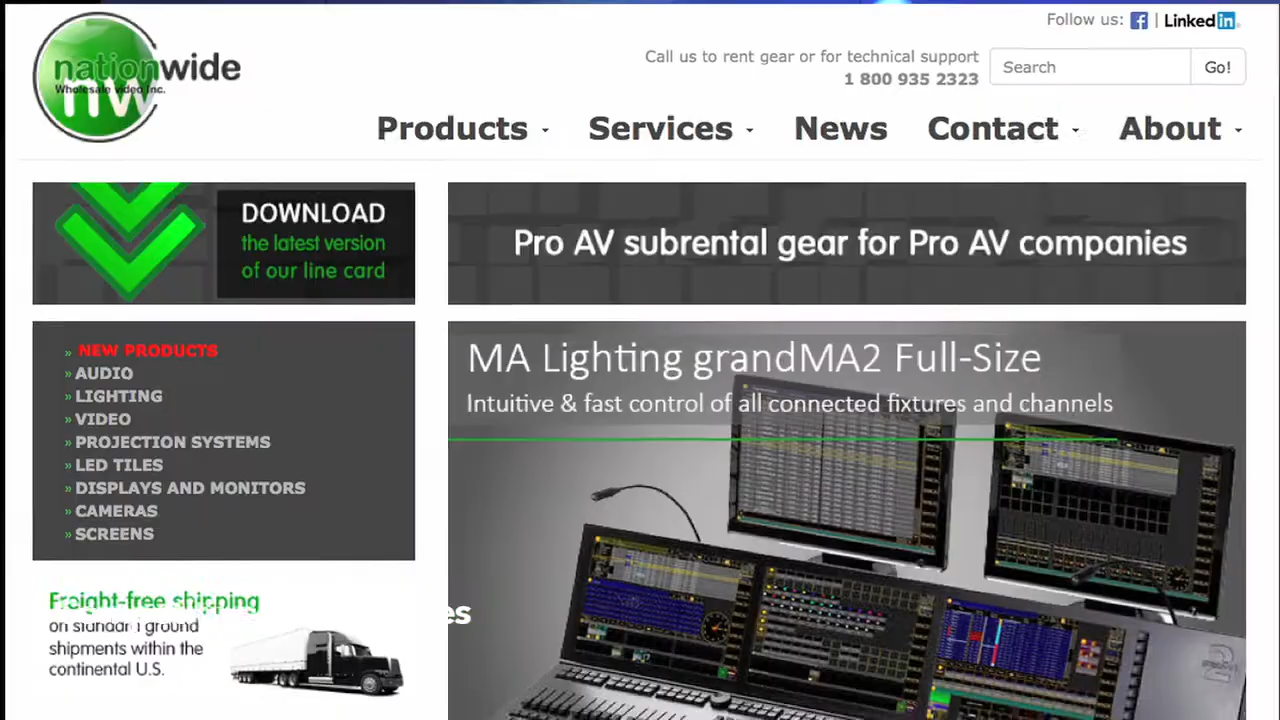 Follow us: | Linked in
nationwide
nw
Wholesale video Inc.
Call us to rent gear or for technical support
1 800 935 2323
Search
Go!
Products
Services
News
Contact
About
DOWNLOAD
the latest version
of our line card
Pro AV subrental gear for Pro AV companies
» NEW PRODUCTS
» AUDIO
» LIGHTING
» VIDEO
» PROJECTION SYSTEMS
» LED TILES
» DISPLAYS AND MONITORS
» CAMERAS
» SCREENS
MA Lighting grandMA2 Full-Size
Intuitive & fast control of all connected fixtures and channels
Freight-free shipping
on standard ground
shipments within the
continental U.S.